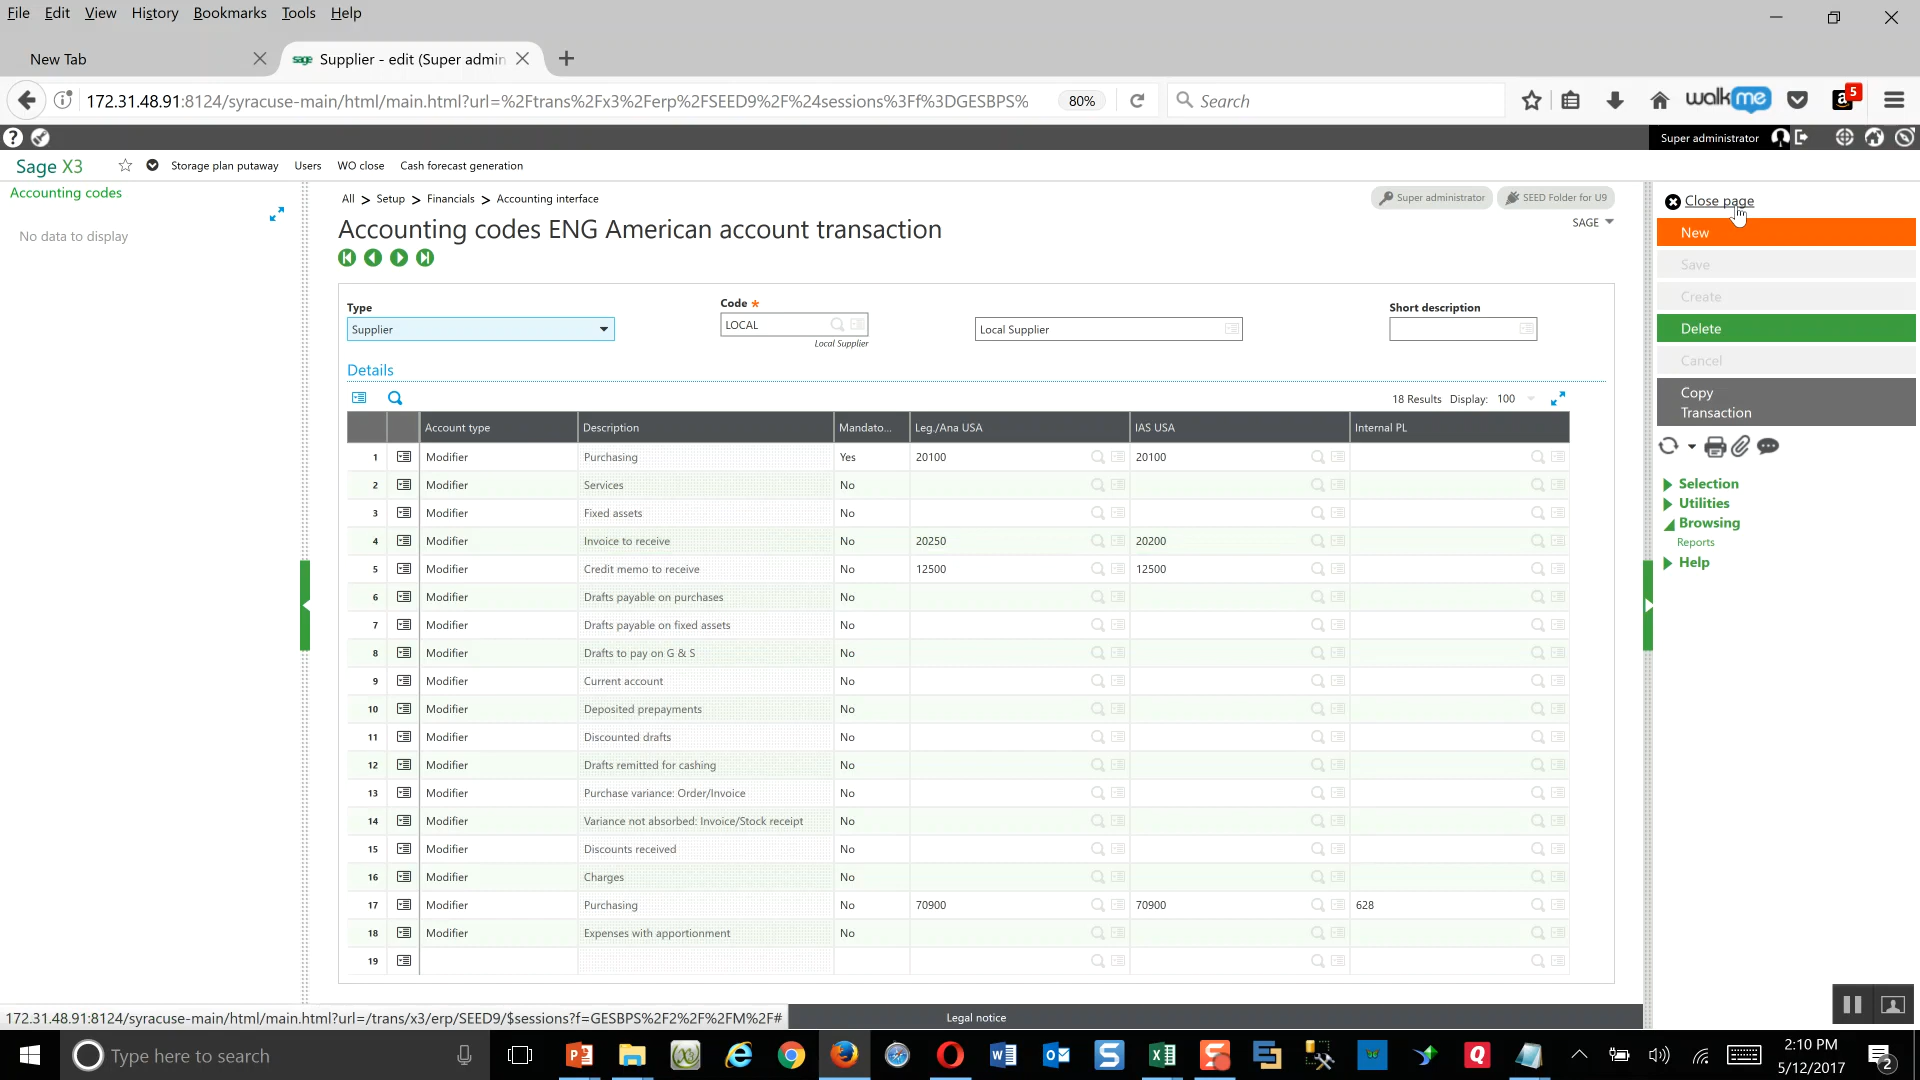 File Edit View History Bookmarks Tools Help
New Tab
sage Supplier - edit (Super admin
172.31.48.91:8124/syracuse-main/html/main.html?url=%2Ftrans%2Fx3%2Ferp%2FSEED9%2F%24sessions%3Ff%3DGESBPS% 80% Search walkme a 5
? Super administrator
Sage X3 Storage plan putaway Users WO close Cash forecast generation
Accounting codes
No data to display
All > Setup > Financials > Accounting interface
Super administrator SEED Folder for U9
Accounting codes ENG American account transaction
SAGE
Type
Supplier
Code *
LOCAL
Local Supplier
Local Supplier
Short description
Details
18 Results Display: 100
Account type Description Mandato... Leg./Ana USA IAS USA Internal PL
1 Modifier Purchasing Yes 20100 20100
2 Modifier Services No
3 Modifier Fixed assets No
4 Modifier Invoice to receive No 20250 20200
5 Modifier Credit memo to receive No 12500 12500
6 Modifier Drafts payable on purchases No
7 Modifier Drafts payable on fixed assets No
8 Modifier Drafts to pay on G & S No
9 Modifier Current account No
10 Modifier Deposited prepayments No
11 Modifier Discounted drafts No
12 Modifier Drafts remitted for cashing No
13 Modifier Purchase variance: Order/Invoice No
14 Modifier Variance not absorbed: Invoice/Stock receipt No
15 Modifier Discounts received No
16 Modifier Charges No
17 Modifier Purchasing No 70900 70900 628
18 Modifier Expenses with apportionment No
19
Close page
New
Save
Create
Delete
Cancel
Copy
Transaction
Selection
Utilities
Browsing
Reports
Help
172.31.48.91:8124/syracuse-main/html/main.html?url=/trans/x3/erp/SEED9/$sessions?f=GESBPS%2F2%2F%2FM%2F#
Legal notice
Type here to search
2:10 PM
5/12/2017
2